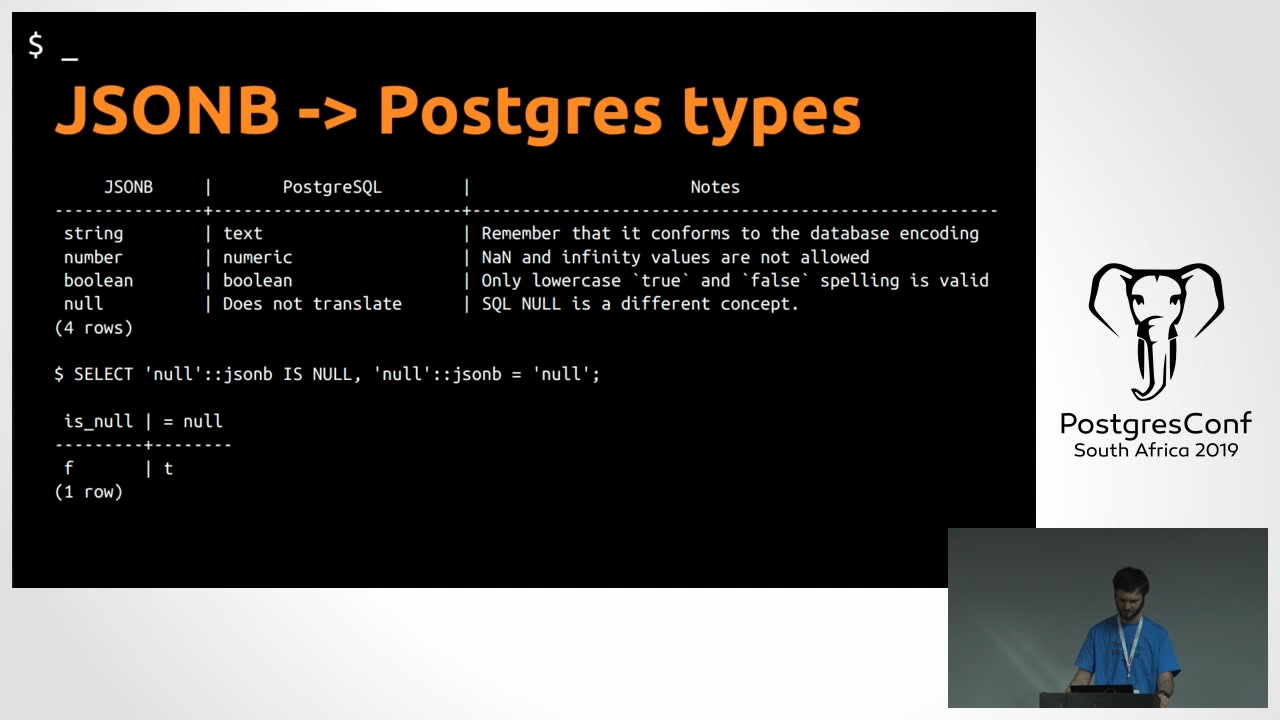 $ _
JSONB -> Postgres types
JSONB | PostgreSQL | Notes
---------------+-------------------------+-----------------------------------------------------
string | text | Remember that it conforms to the database encoding
number | numeric | NaN and infinity values are not allowed
boolean | boolean | Only lowercase `true` and `false` spelling is valid
null | Does not translate | SQL NULL is a different concept.
(4 rows)
$ SELECT 'null'::jsonb IS NULL, 'null'::jsonb = 'null';
is_null | = null
---------+--------
f | t
(1 row)
PostgresConf
South Africa 2019